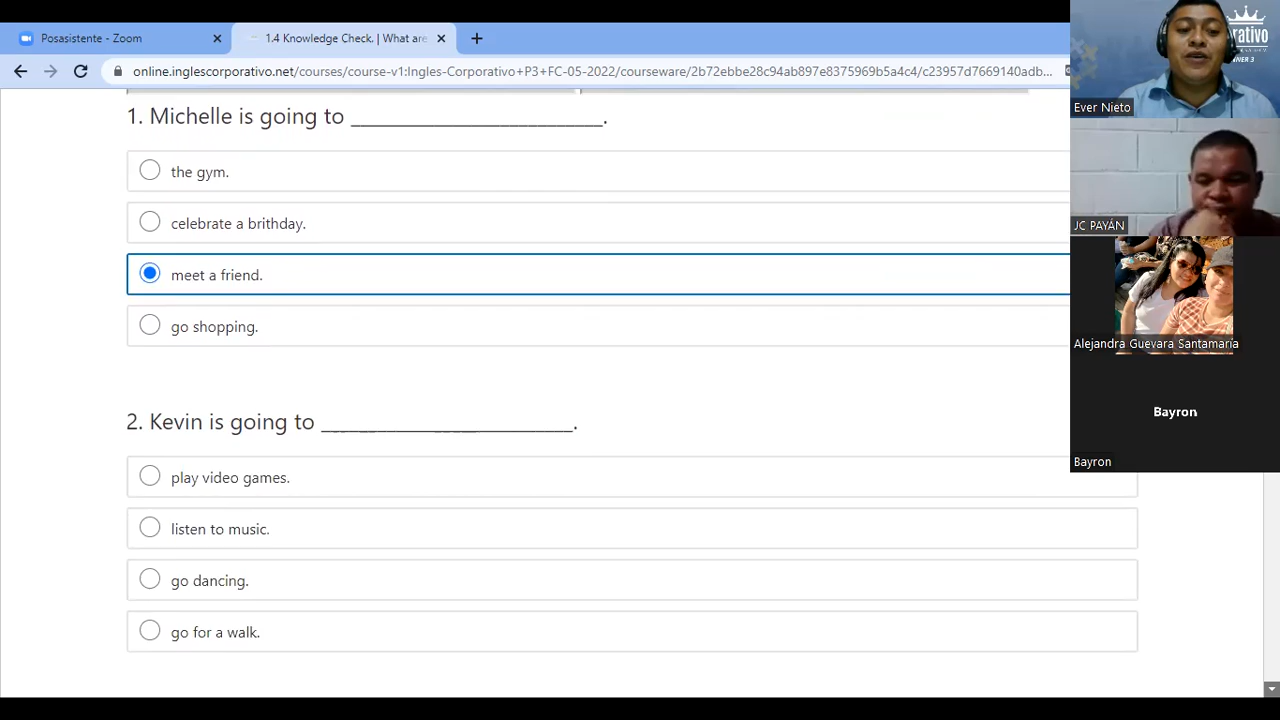 Posasistente - Zoom
1.4 Knowledge Check. | What are
online.inglescorporativo.net/courses/course-v1:Ingles-Corporativo+P3+FC-05-2022/courseware/2b72ebbe28c94ab897e8375969b5a4c4/c23957d7669140adb...
1. Michelle is going to _________________________.
the gym.
celebrate a brithday.
meet a friend.
go shopping.
2. Kevin is going to _________________________.
play video games.
listen to music.
go dancing.
go for a walk.
Ever Nieto
JC PAYÁN
Alejandra Guevara Santamaría
Bayron
Bayron